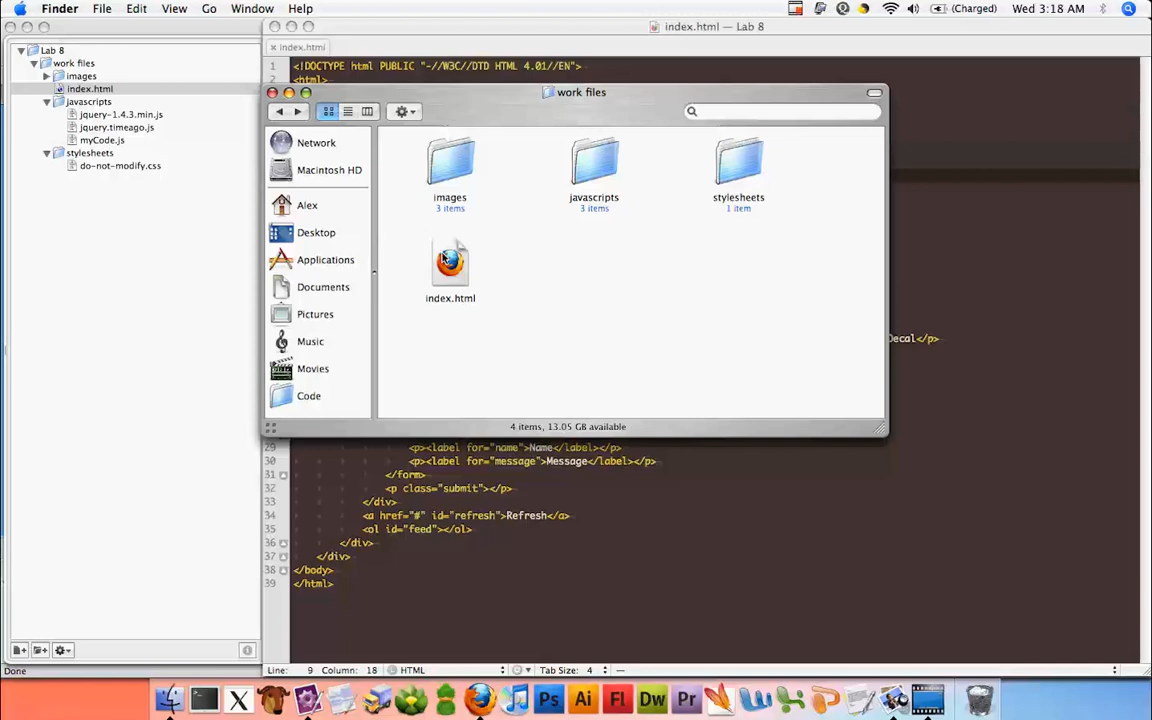 Finder File Edit View Go Window Help (Charged) Wed 3:18 AM
index.html — Lab 8
Lab 8
work files
images
index.html
javascripts
jquery-1.4.3.min.js
jquery.timeago.js
myCode.js
stylesheets
do-not-modify.css
index.html
1 <!DOCTYPE html PUBLIC "-//W3C//DTD HTML 4.01//EN">
2 <html>
work files
Network
Macintosh HD
Alex
Desktop
Applications
Documents
Pictures
Music
Movies
Code
images
3 items
javascripts
3 items
stylesheets
1 item
index.html
4 items, 13.05 GB available
Decal</p>
29 <p><label for="name">Name</label></p>
30 <p><label for="message">Message</label></p>
31 </form>
32 <p class="submit"></p>
33 </div>
34 <a href="#" id="refresh">Refresh</a>
35 <ol id="feed"></ol>
36 </div>
37 </div>
38 </body>
39 </html>
Done
Line: 9 Column: 18 HTML Tab Size: 4 —
X Ps Ai Fl Dw Pr